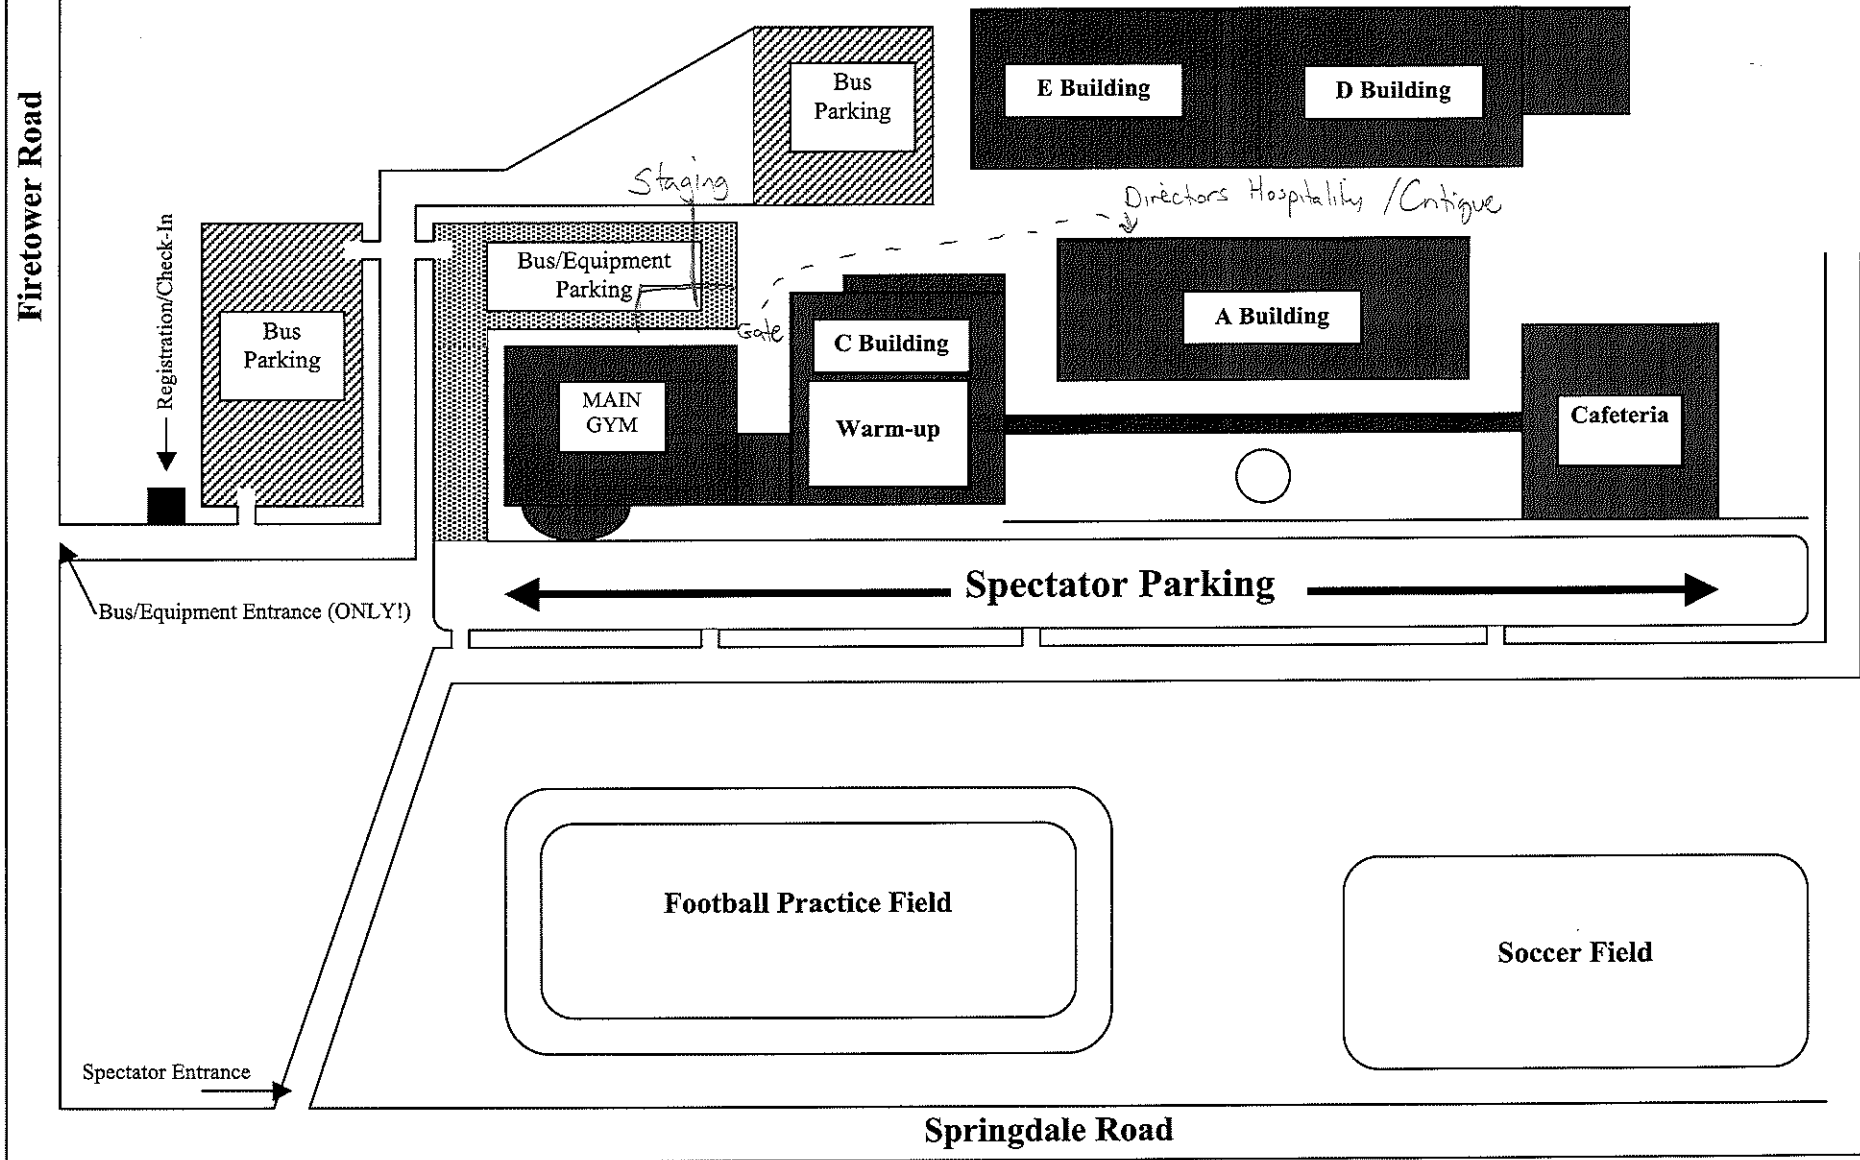 Firetower Road
Bus
Parking
E Building
D Building
Staging
Directors Hospitality /Critique
Registration/Check-In
Bus/Equipment
Parking
Bus
Parking
Gate
C Building
A Building
MAIN
GYM
Warm-up
Cafeteria
Spectator Parking
Bus/Equipment Entrance (ONLY!)
Football Practice Field
Soccer Field
Spectator Entrance
Springdale Road